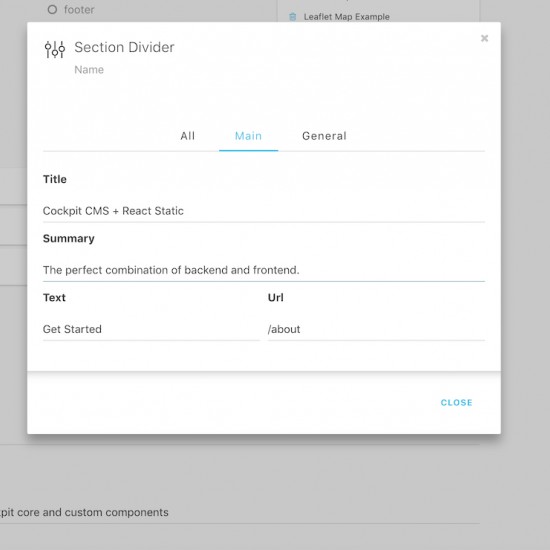 footer
Leaflet Map Example
Section Divider
Name
All Main General
Title
Cockpit CMS + React Static
Summary
The perfect combination of backend and frontend.
Text Url
Get Started /about
CLOSE
core and custom components